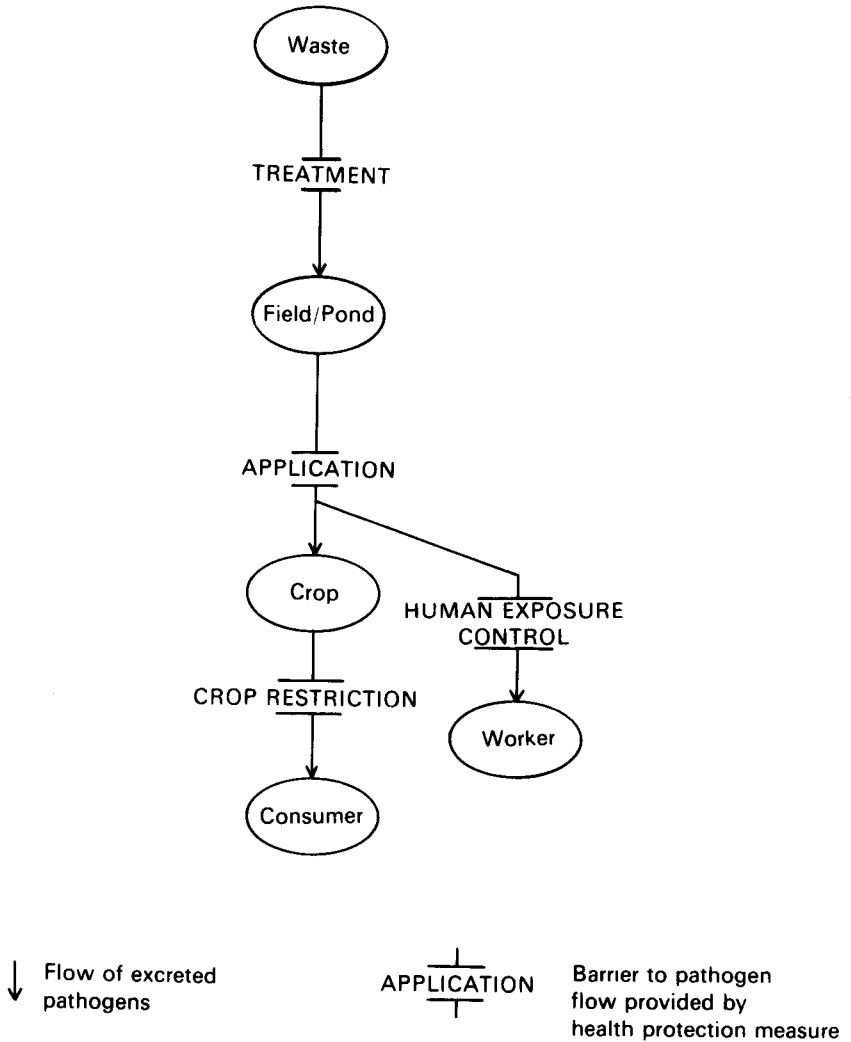 Waste
TREATMENT
Field/Pond
APPLICATION
Crop
HUMAN EXPOSURE
CONTROL
CROP RESTRICTION
Worker
Consumer
Flow of excreted
pathogens
APPLICATION
Barrier to pathogen
flow provided by
health protection measure